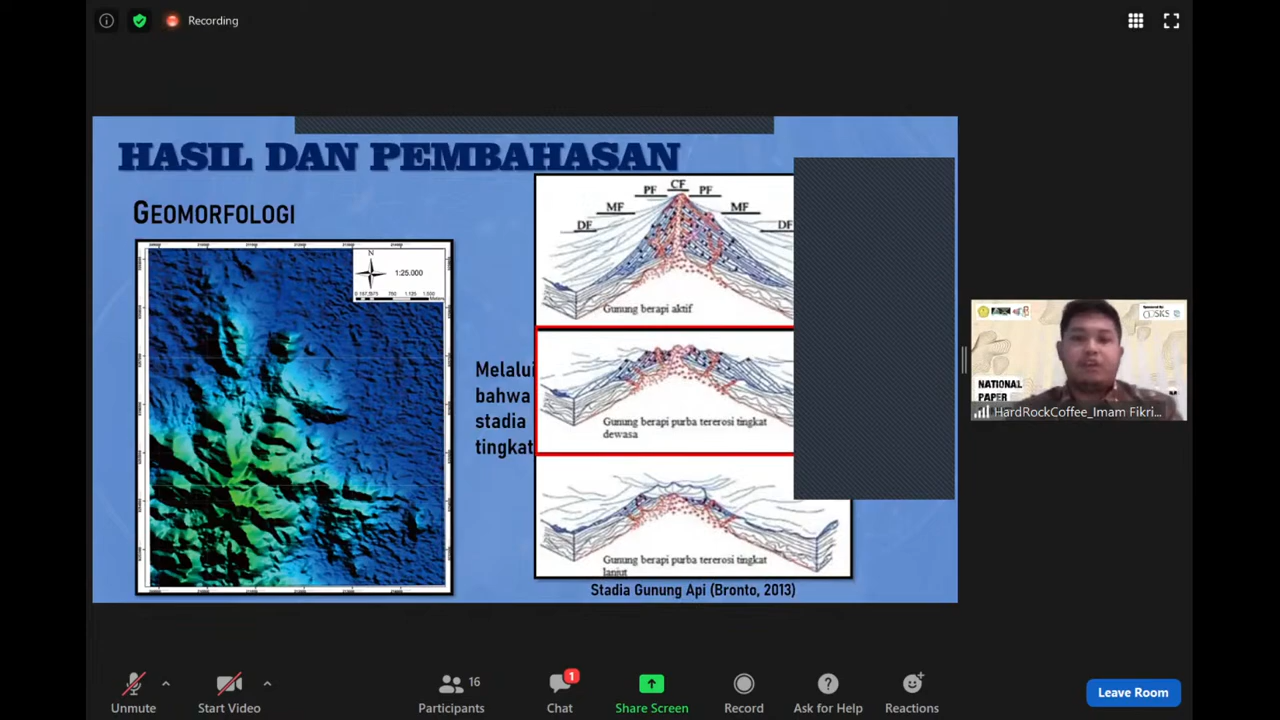 Recording
HASIL DAN PEMBAHASAN
GEOMORFOLOGI
N
1:25.000
CF
PF PF
MF MF
DF DF
Gunung berapi aktif
Melalui
bahwa
stadia
tingkat
Gunung berapi purba tererosi tingkat
dewasa
Gunung berapi purba tererosi tingkat
lanjut
Stadia Gunung Api (Bronto, 2013)
NATIONAL
PAPER
HardRockCoffee_Imam Fikri...
Unmute
Start Video
Participants
16
Chat
1
Share Screen
Record
Ask for Help
Reactions
Leave Room